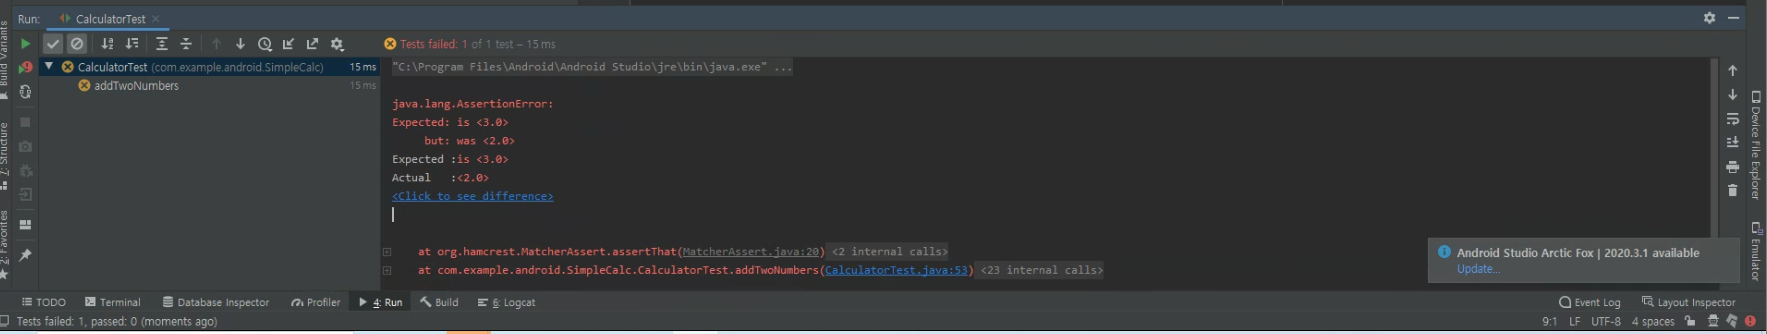 Run: CalculatorTest
Tests failed: 1 of 1 test – 15 ms
CalculatorTest (com.example.android.SimpleCalc) 15 ms
addTwoNumbers 15 ms
"C:\Program Files\Android\Android Studio\jre\bin\java.exe" ...
java.lang.AssertionError:
Expected: is <3.0>
but: was <2.0>
Expected :is <3.0>
Actual :<2.0>
<Click to see difference>
at org.hamcrest.MatcherAssert.assertThat(MatcherAssert.java:20) <2 internal calls>
at com.example.android.SimpleCalc.CalculatorTest.addTwoNumbers(CalculatorTest.java:53) <23 internal calls>
Android Studio Arctic Fox | 2020.3.1 available
Update...
Build Variants
7: Structure
2: Favorites
Device File Explorer
Emulator
TODO Terminal Database Inspector Profiler 4: Run Build 6: Logcat Event Log Layout Inspector
Tests failed: 1, passed: 0 (moments ago) 9:1 LF UTF-8 4 spaces